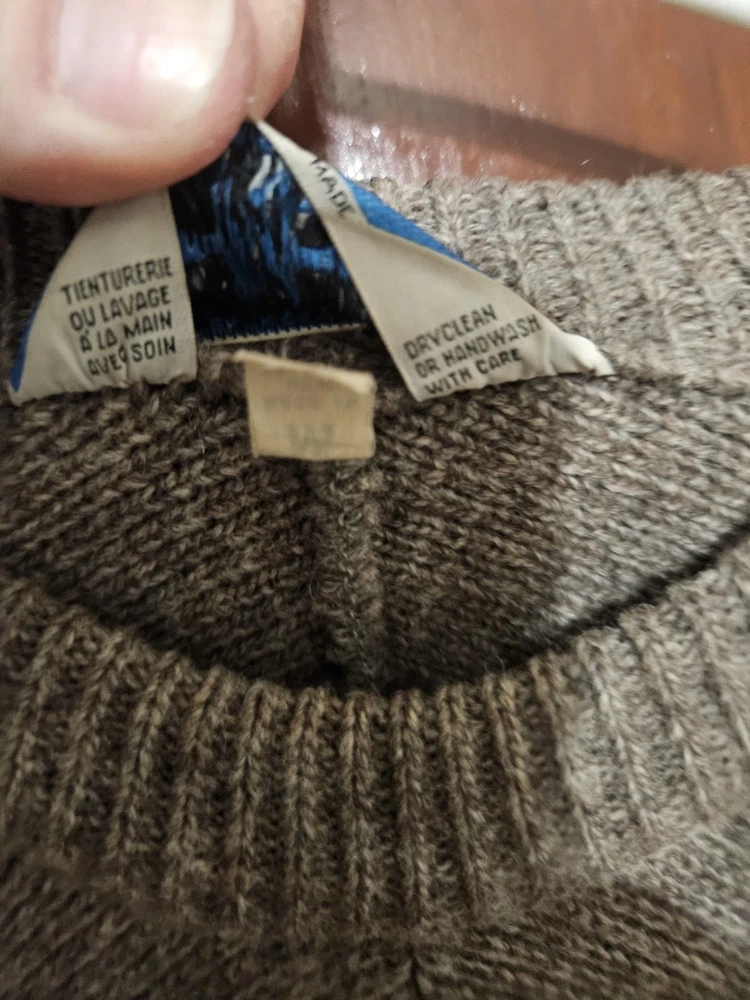 TIENTURERIE
OU LAVAGE
À LA MAIN
AVEC SOIN
MADE
DRYCLEAN
OR HANDWASH
WITH CARE